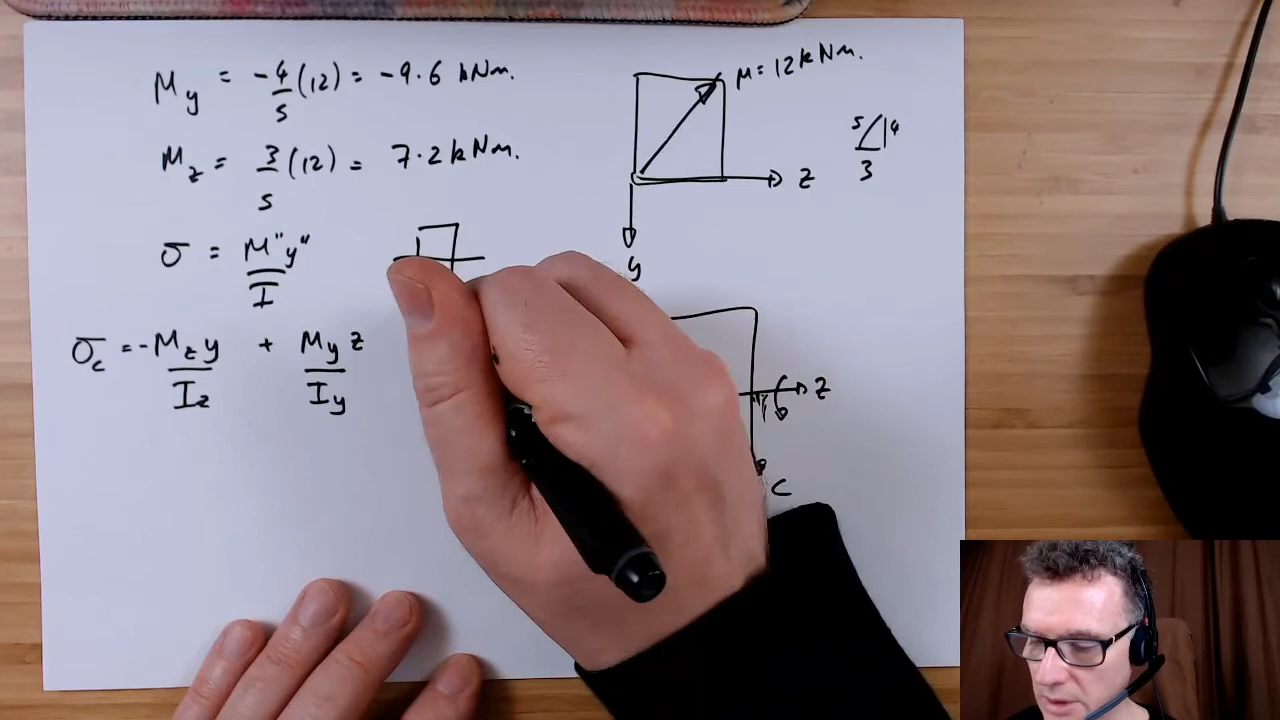 My = -4/5 (12) = -9.6 kNm.
Mz = 3/5 (12) = 7.2 kNm.
σ = M"y" / I
σc = -Mz y / Iz + My z / Iy
M = 12 kNm.
z
y
5 4
3
z
c